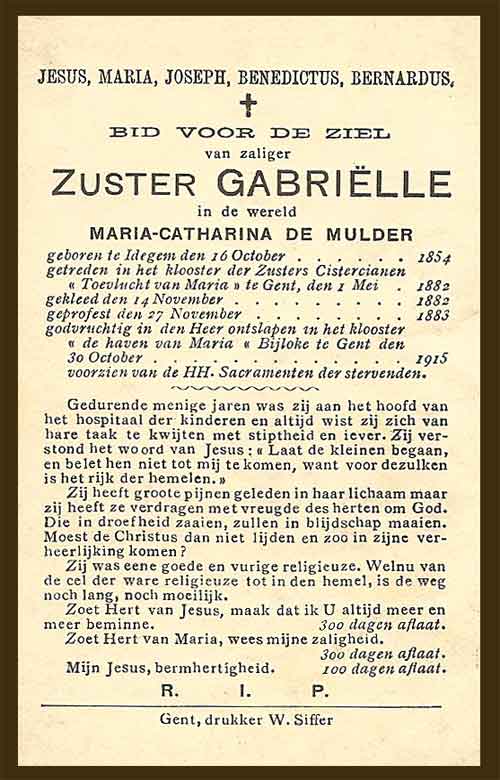 JESUS, MARIA, JOSEPH, BENEDICTUS, BERNARDUS.
BID VOOR DE ZIEL
van zaliger
ZUSTER GABRIËLLE
in de wereld
MARIA-CATHARINA DE MULDER
geboren te Idegem den 16 October . . . . . . 1854
getreden in het klooster der Zusters Cistercianen
« Toevlucht van Maria » te Gent, den 1 Mei . 1882
gekleed den 14 November . . . . . . . . . 1882
geprofest den 27 November . . . . . . . . 1883
godvruchtig in den Heer ontslapen in het klooster
« de haven van Maria « Bijloke te Gent den
30 October . . . . . . . . . . . . . 1915
voorzien van de HH. Sacramenten der stervenden.
Gedurende menige jaren was zij aan het hoofd van
het hospitaal der kinderen en altijd wist zij zich van
hare taak te kwijten met stiptheid en iever. Zij ver-
stond het woord van Jesus : « Laat de kleinen begaan,
en belet hen niet tot mij te komen, want voor dezulken
is het rijk der hemelen. »
Zij heeft groote pijnen geleden in haar lichaam maar
zij heeft ze verdragen met vreugde des herten om God.
Die in droefheid zaaien, zullen in blijdschap maaien.
Moest de Christus dan niet lijden en zoo in zijne ver-
heerlijking komen ?
Zij was eene goede en vurige religieuze. Welnu van
de cel der ware religieuze tot in den hemel, is de weg
noch lang, noch moeilijk.
Zoet Hert van Jesus, maak dat ik U altijd meer en
meer beminne. 300 dagen aflaat.
Zoet Hert van Maria, wees mijne zaligheid.
300 dagen aflaat.
Mijn Jesus, bermhertigheid. 100 dagen aflaat.
R. I. P.
Gent, drukker W. Siffer